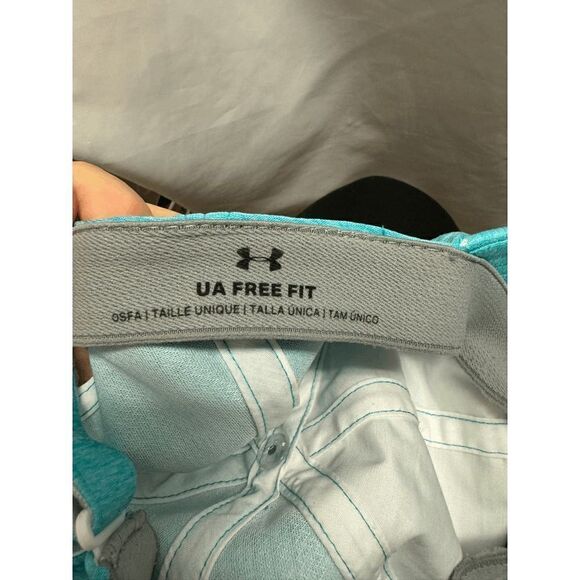 UA FREE FIT
OSFA | TAILLE UNIQUE | TALLA ÚNICA | TAM ÚNICO